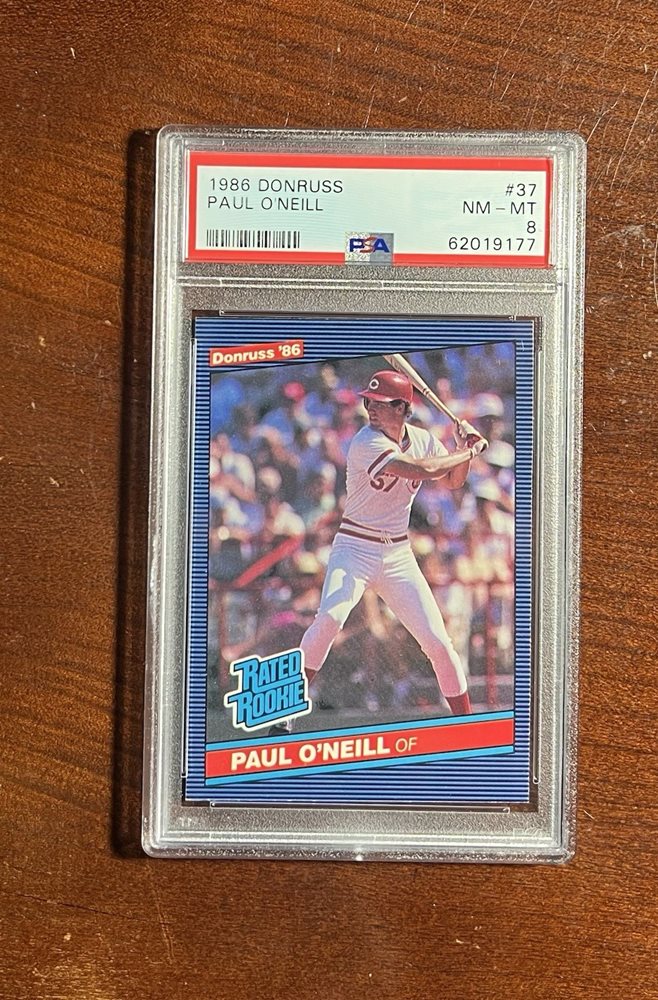 1986 DONRUSS #37
PAUL O'NEILL NM - MT
8
PSA 62019177
Donruss '86
C
57
RATED
ROOKIE
PAUL O'NEILL OF